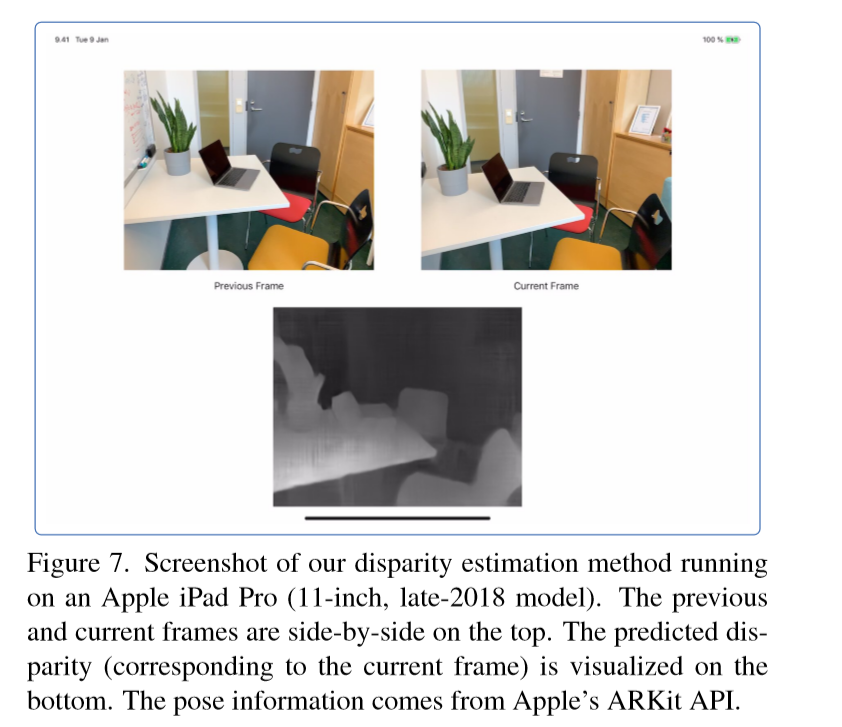 9:41 Tue 9 Jan
100 %
Previous Frame
Current Frame
Figure 7. Screenshot of our disparity estimation method running
on an Apple iPad Pro (11-inch, late-2018 model). The previous
and current frames are side-by-side on the top. The predicted dis-
parity (corresponding to the current frame) is visualized on the
bottom. The pose information comes from Apple's ARKit API.